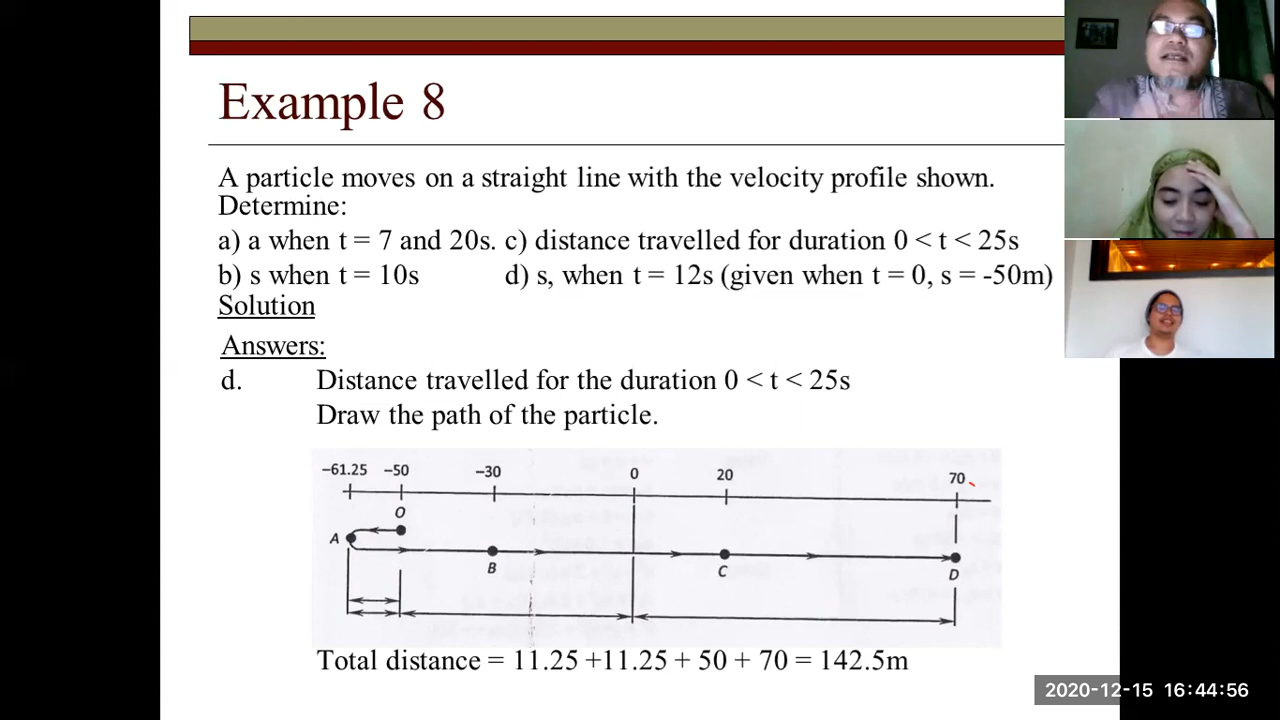 Example 8
A particle moves on a straight line with the velocity profile shown.
Determine:
a) a when t = 7 and 20s. c) distance travelled for duration 0 < t < 25s
b) s when t = 10s d) s, when t = 12s (given when t = 0, s = -50m)
Solution
Answers:
d. Distance travelled for the duration 0 < t < 25s
Draw the path of the particle.
−61.25 −50 −30 0 20 70
O
A
B C D
Total distance = 11.25 +11.25 + 50 + 70 = 142.5m
2020-12-15 16:44:56